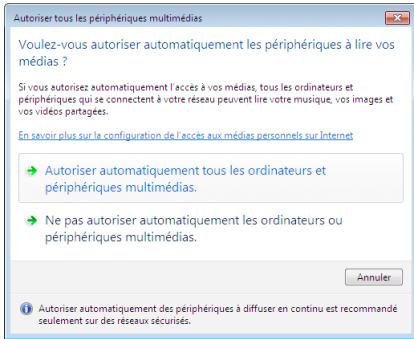 Autoriser tous les périphériques multimédias
Voulez-vous autoriser automatiquement les périphériques à lire vos
médias ?
Si vous autorisez automatiquement l'accès à vos médias, tous les ordinateurs et
périphériques qui se connectent à votre réseau peuvent lire votre musique, vos images et
vos vidéos partagées.
En savoir plus sur la configuration de l'accès aux médias personnels sur Internet
Autoriser automatiquement tous les ordinateurs et
périphériques multimédias.
Ne pas autoriser automatiquement les ordinateurs ou
périphériques multimédias.
Annuler
Autoriser automatiquement des périphériques à diffuser en continu est recommandé
seulement sur des réseaux sécurisés.